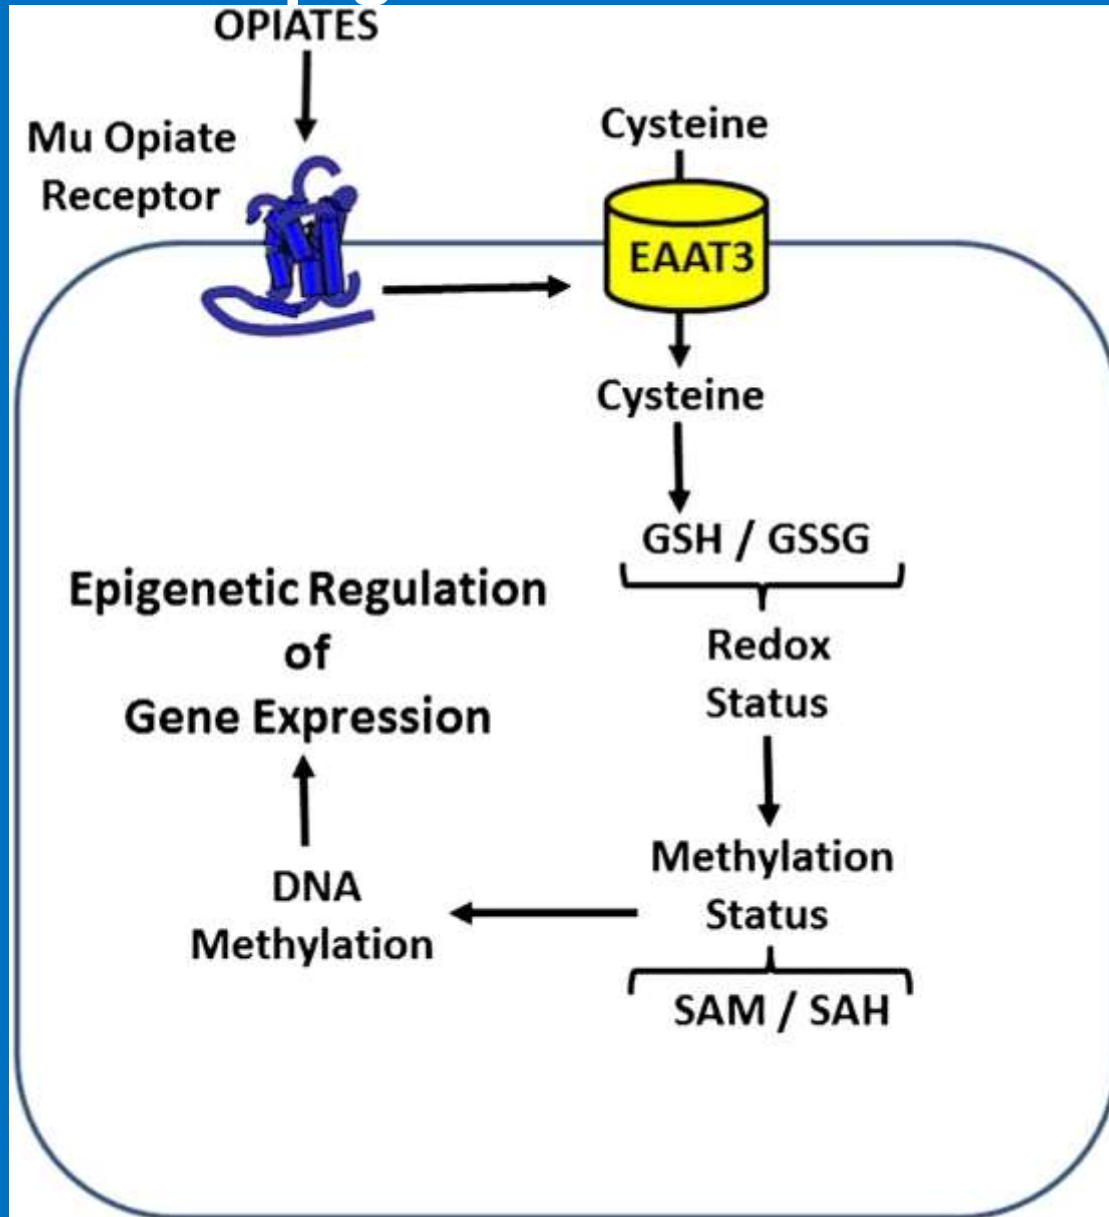 OPIATES
Mu Opiate
Receptor
Cysteine
EAAT3
Cysteine
GSH / GSSG
Redox
Status
Methylation
Status
SAM / SAH
DNA
Methylation
Epigenetic Regulation
of
Gene Expression